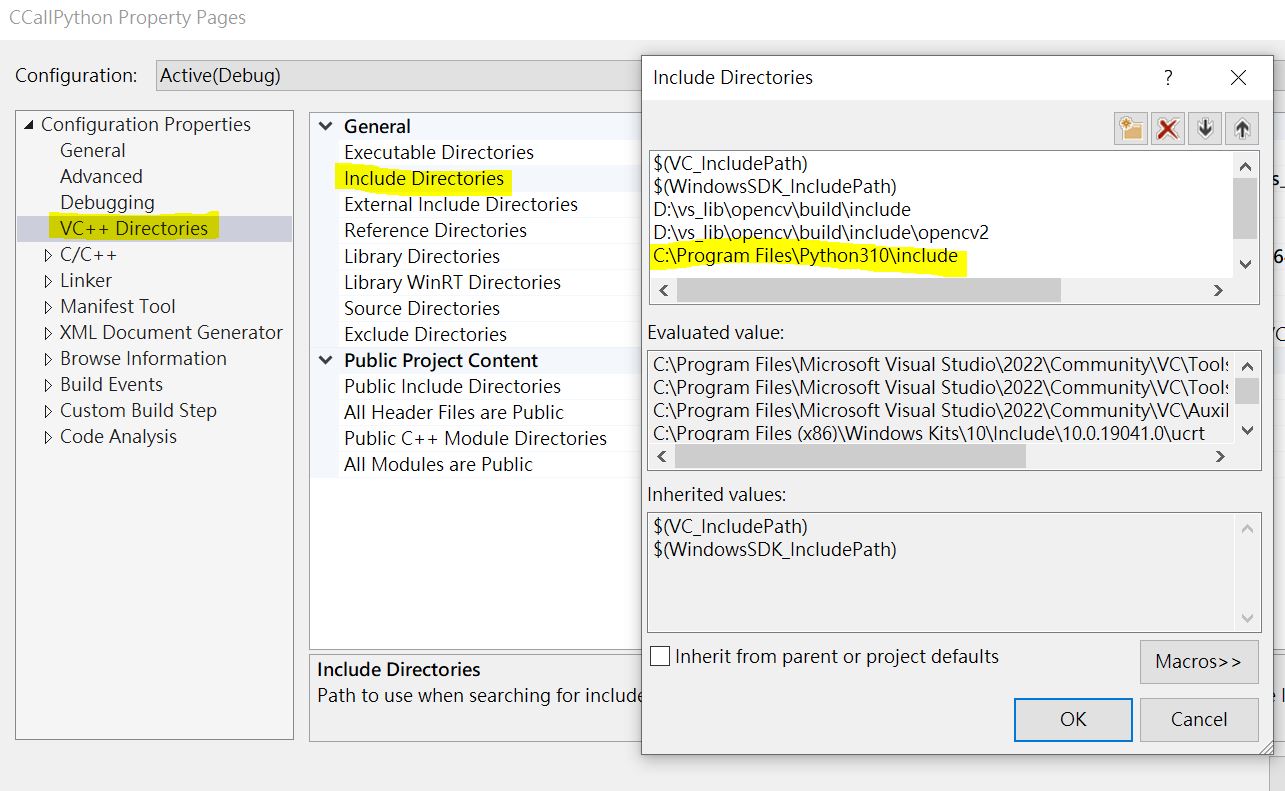 CCallPython Property Pages
Configuration:
Active(Debug)
Configuration Properties
General
Advanced
Debugging
VC++ Directories
C/C++
Linker
Manifest Tool
XML Document Generator
Browse Information
Build Events
Custom Build Step
Code Analysis
General
Executable Directories
Include Directories
External Include Directories
Reference Directories
Library Directories
Library WinRT Directories
Source Directories
Exclude Directories
Public Project Content
Public Include Directories
All Header Files are Public
Public C++ Module Directories
All Modules are Public
Include Directories
Path to use when searching for include
Include Directories
?
$(VC_IncludePath)
$(WindowsSDK_IncludePath)
D:\vs_lib\opencv\build\include
D:\vs_lib\opencv\build\include\opencv2
C:\Program Files\Python310\include
Evaluated value:
C:\Program Files\Microsoft Visual Studio\2022\Community\VC\Tools
C:\Program Files\Microsoft Visual Studio\2022\Community\VC\Tools
C:\Program Files\Microsoft Visual Studio\2022\Community\VC\Auxil
C:\Program Files (x86)\Windows Kits\10\Include\10.0.19041.0\ucrt
Inherited values:
$(VC_IncludePath)
$(WindowsSDK_IncludePath)
Inherit from parent or project defaults
Macros>>
OK
Cancel